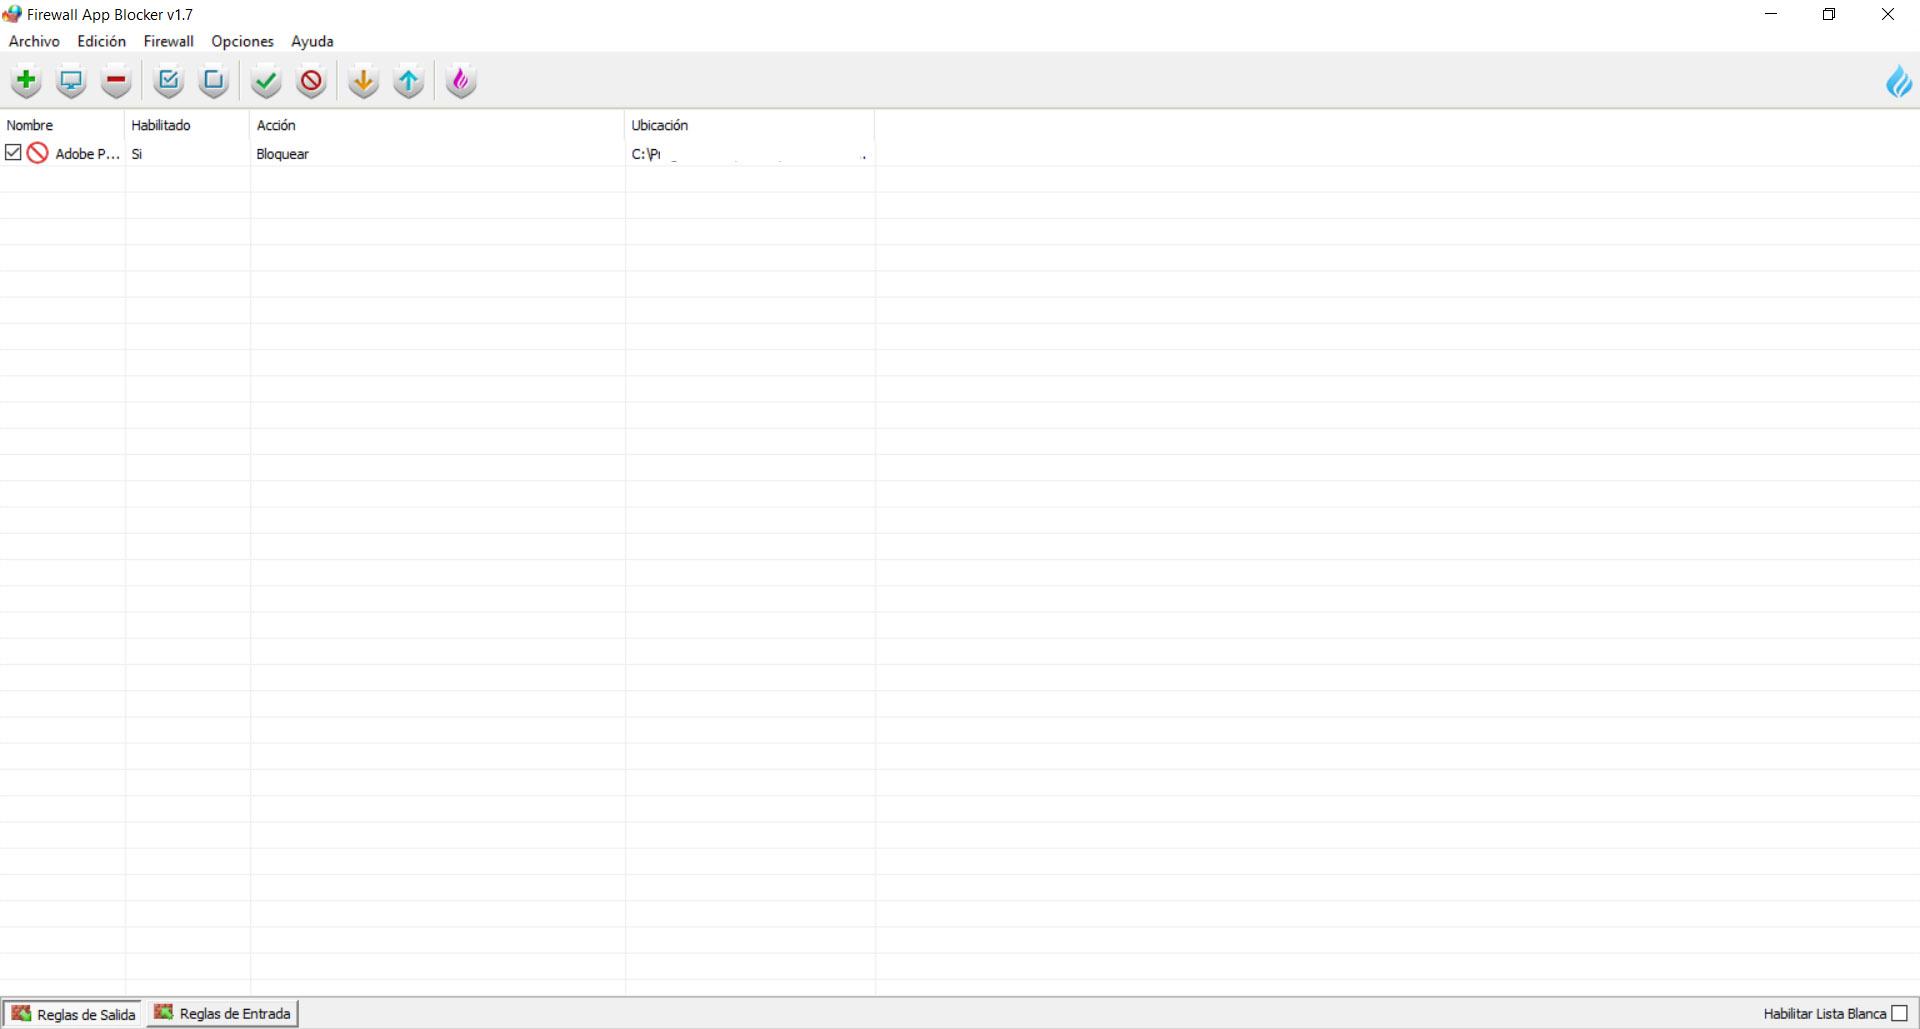 Firewall App Blocker v1.7
Archivo Edición Firewall Opciones Ayuda
Nombre Habilitado Acción Ubicación
Adobe P... Si Bloquear C:\P
Reglas de Salida Reglas de Entrada Habilitar Lista Blanca